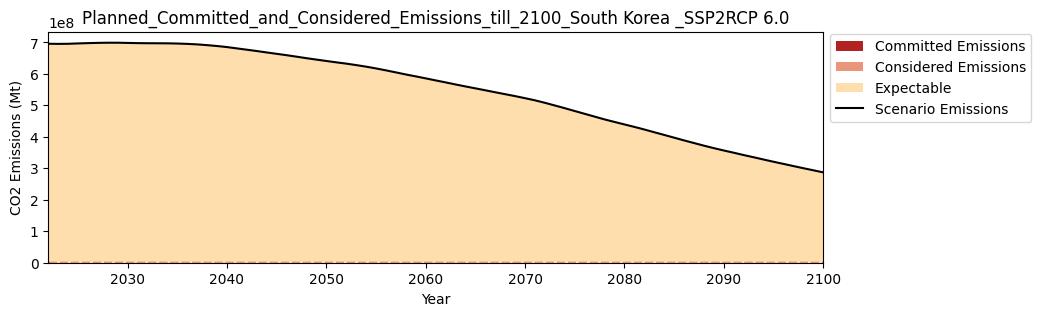 Planned_Committed_and_Considered_Emissions_till_2100_South Korea _SSP2RCP 6.0
1e8
7
6
5
4
3
2
1
0
CO2 Emissions (Mt)
2030 2040 2050 2060 2070 2080 2090 2100
Year
Committed Emissions
Considered Emissions
Expectable
Scenario Emissions